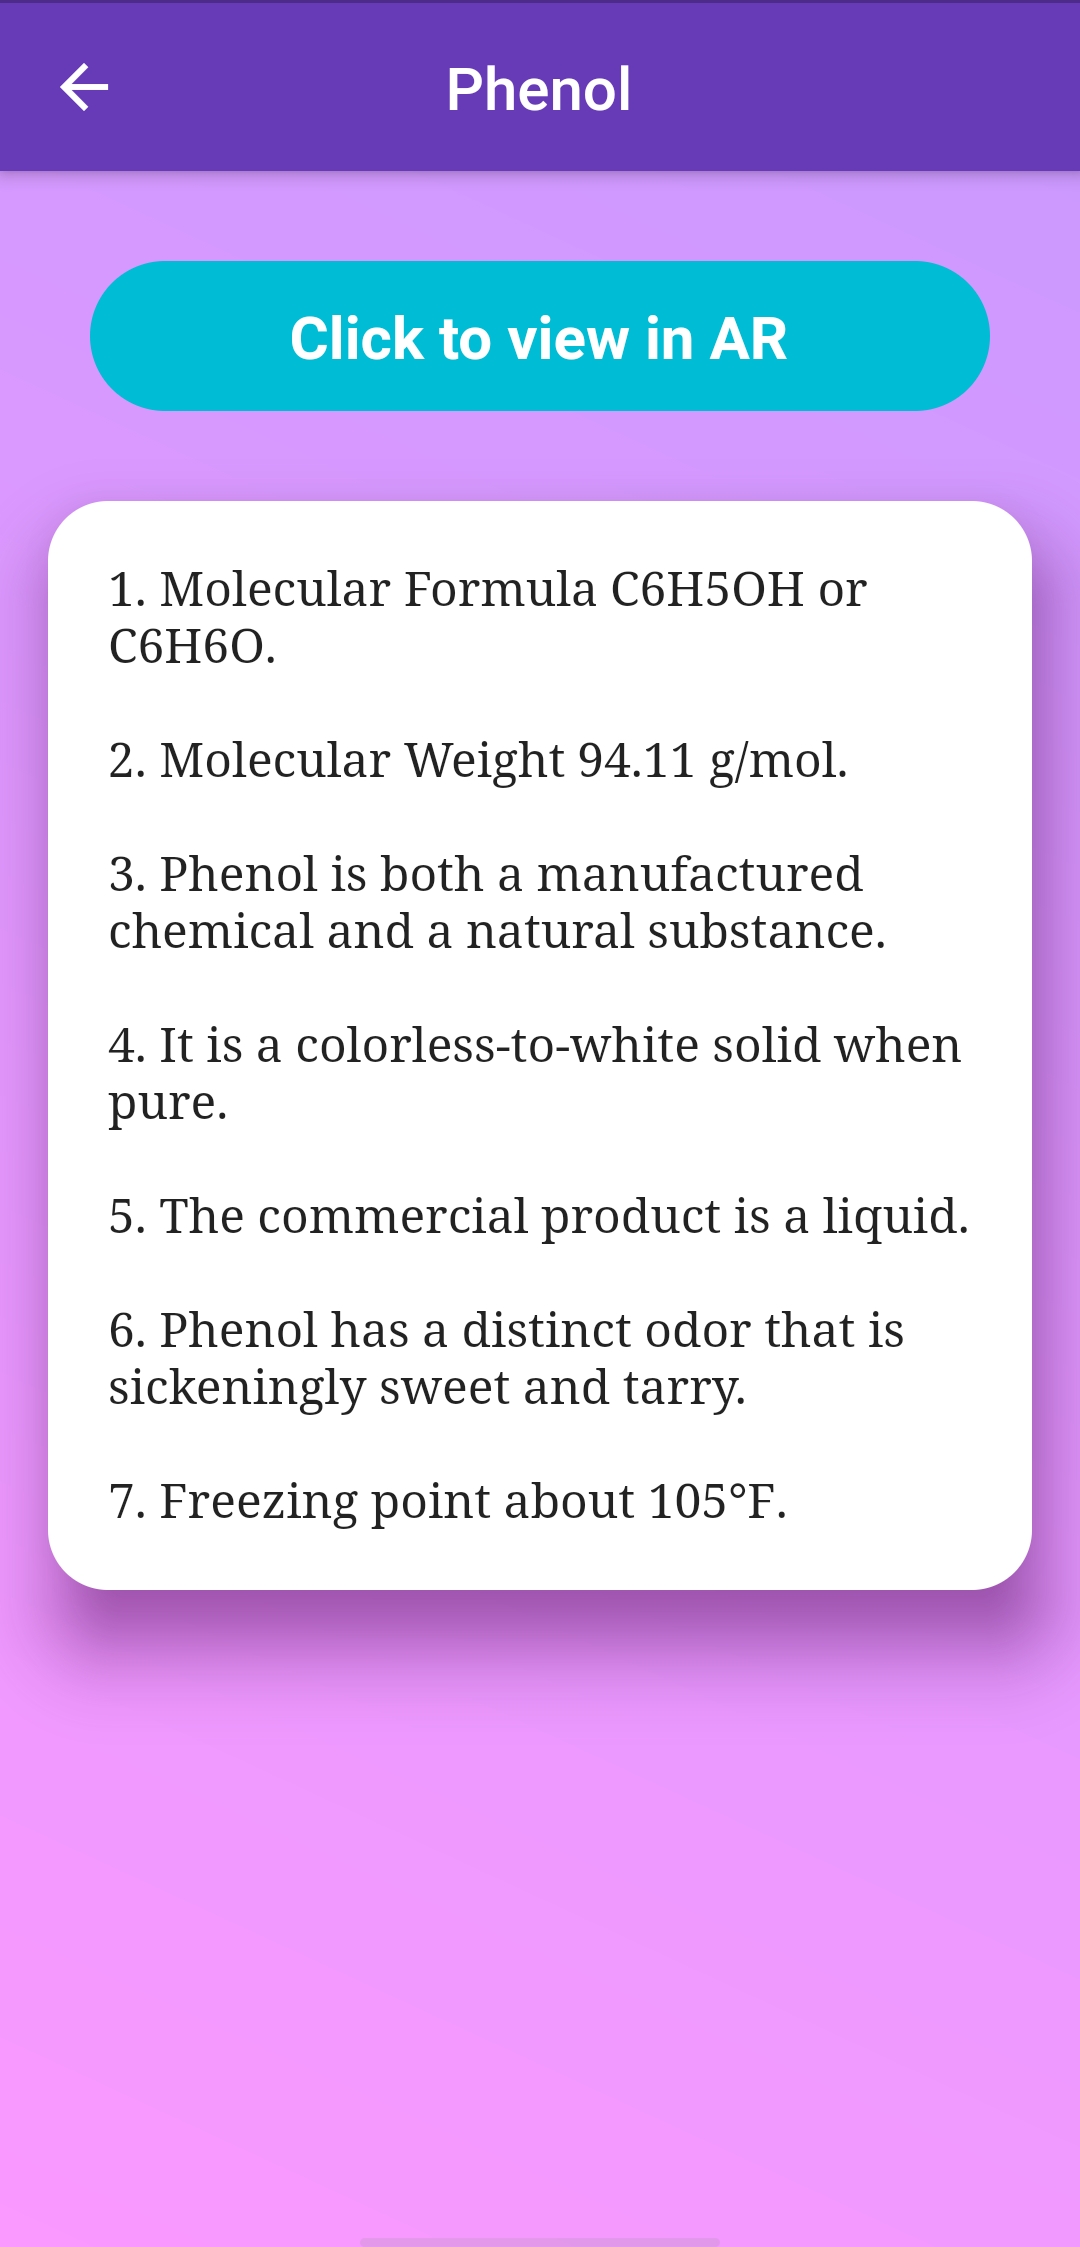 Phenol
Click to view in AR
1. Molecular Formula C6H5OH or
C6H6O.
2. Molecular Weight 94.11 g/mol.
3. Phenol is both a manufactured
chemical and a natural substance.
4. It is a colorless-to-white solid when
pure.
5. The commercial product is a liquid.
6. Phenol has a distinct odor that is
sickeningly sweet and tarry.
7. Freezing point about 105°F.